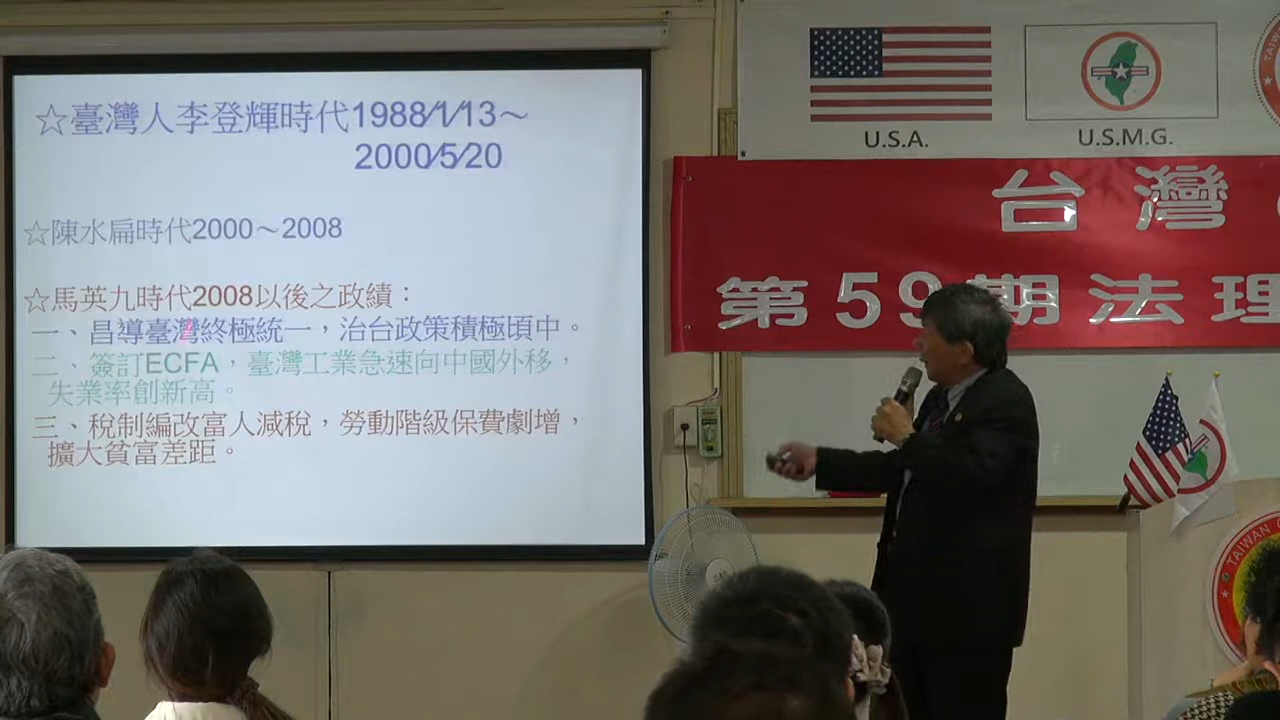 ☆臺灣人李登輝時代1988/1/13～
2000/5/20
☆陳水扁時代2000～2008
☆馬英九時代2008以後之政績：
一、昌導臺灣終極統一，治台政策積極頃中。
二、簽訂ECFA，臺灣工業急速向中國外移，
失業率創新高。
三、稅制編改富人減稅，勞動階級保費劇增，
擴大貧富差距。
U.S.A.
U.S.M.G.
台灣
第59期法理
TAIWAN